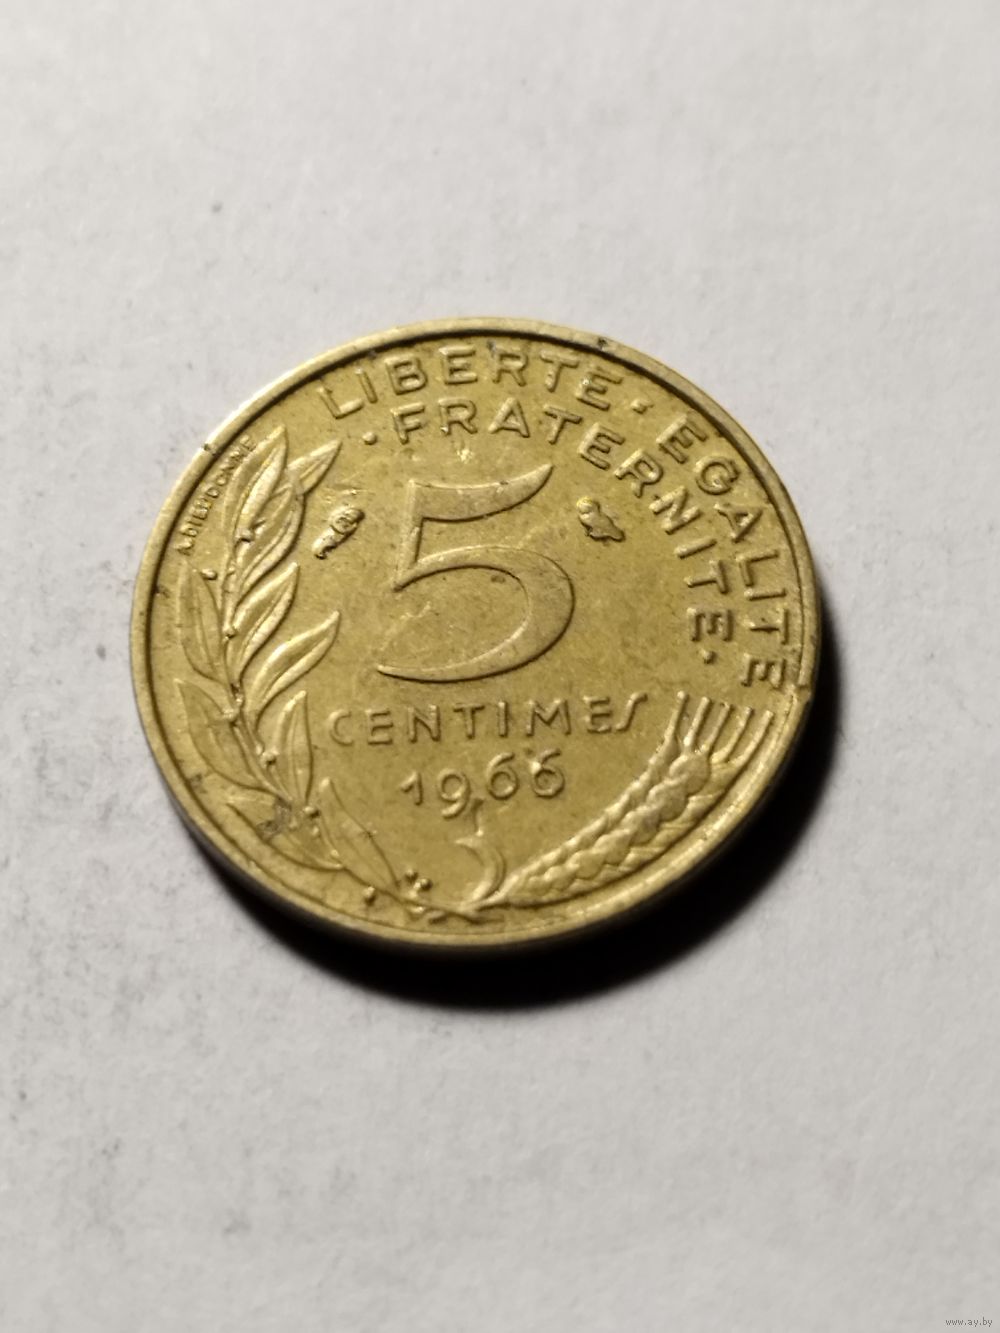 LIBERTE · EGALITE
· FRATERNITE ·
A.DIEUDONNE
5
CENTIMES
1966
www.ay.by